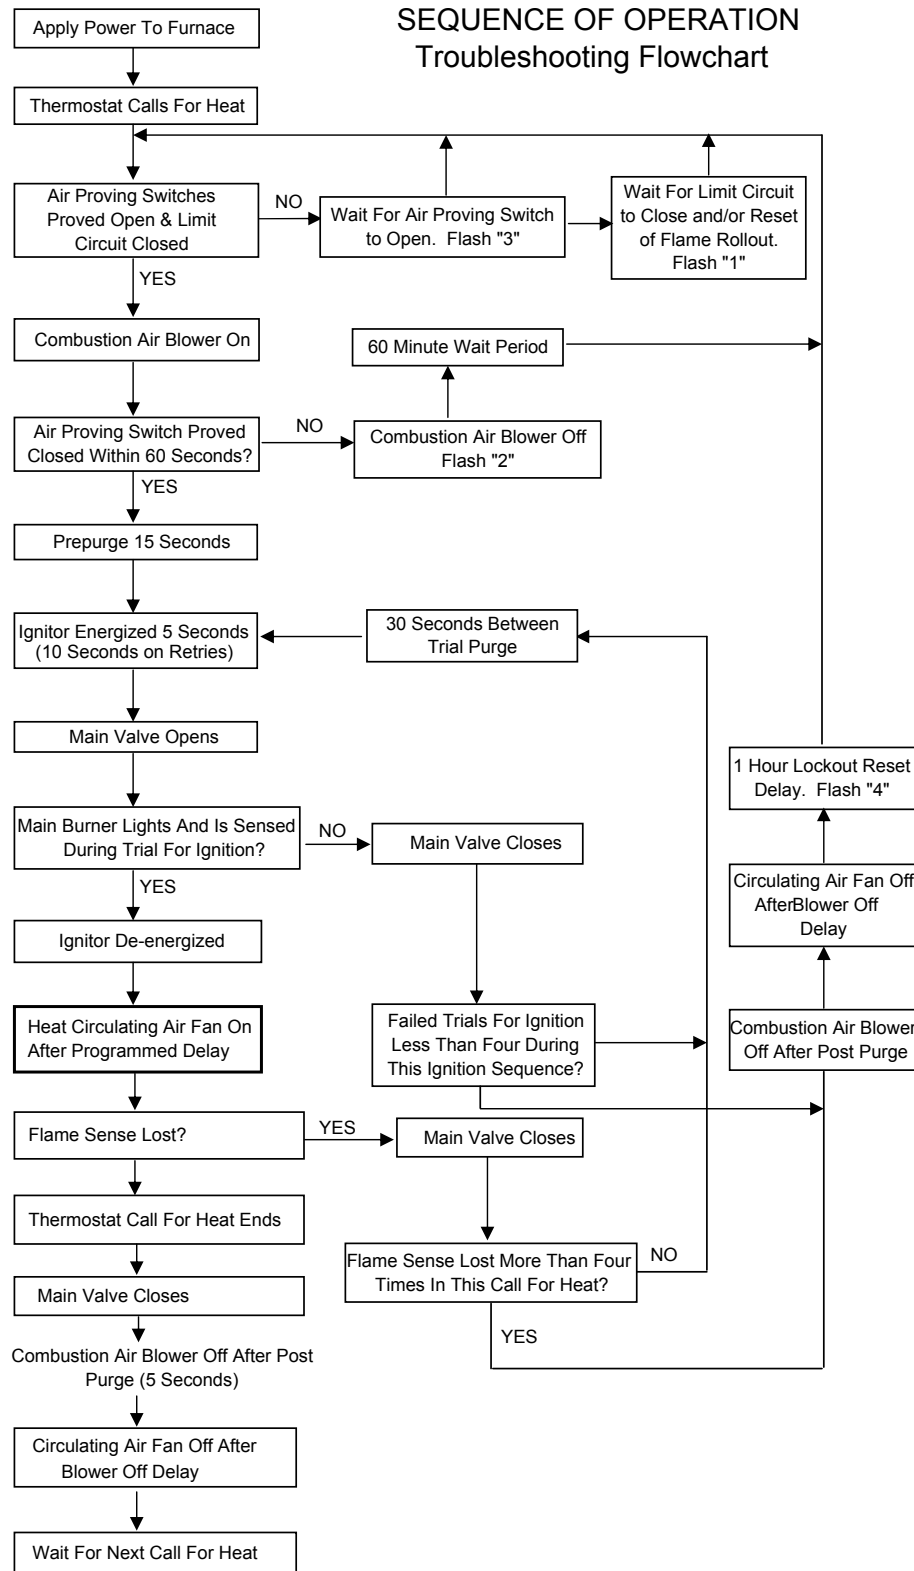 SEQUENCE OF OPERATION
Troubleshooting Flowchart
Apply Power To Furnace
Thermostat Calls For Heat
Air Proving Switches
Proved Open & Limit
Circuit Closed
NO
Wait For Air Proving Switch
to Open.  Flash "3"
Wait For Limit Circuit
to Close and/or Reset
of Flame Rollout.
Flash "1"
YES
Combustion Air Blower On
60 Minute Wait Period
Air Proving Switch Proved
Closed Within 60 Seconds?
NO
Combustion Air Blower Off
Flash "2"
YES
Prepurge 15 Seconds
Ignitor Energized 5 Seconds
(10 Seconds on Retries)
30 Seconds Between
Trial Purge
Main Valve Opens
1 Hour Lockout Reset
Delay.  Flash "4"
Main Burner Lights And Is Sensed
During Trial For Ignition?
NO
Main Valve Closes
YES
Circulating Air Fan Off
AfterBlower Off
Delay
Ignitor De-energized
Heat Circulating Air Fan On
After Programmed Delay
Failed Trials For Ignition
Less Than Four During
This Ignition Sequence?
Combustion Air Blower
Off After Post Purge
Flame Sense Lost?
YES
Main Valve Closes
Thermostat Call For Heat Ends
Flame Sense Lost More Than Four
Times In This Call For Heat?
NO
YES
Main Valve Closes
Combustion Air Blower Off After Post
Purge (5 Seconds)
Circulating Air Fan Off After
Blower Off Delay
Wait For Next Call For Heat